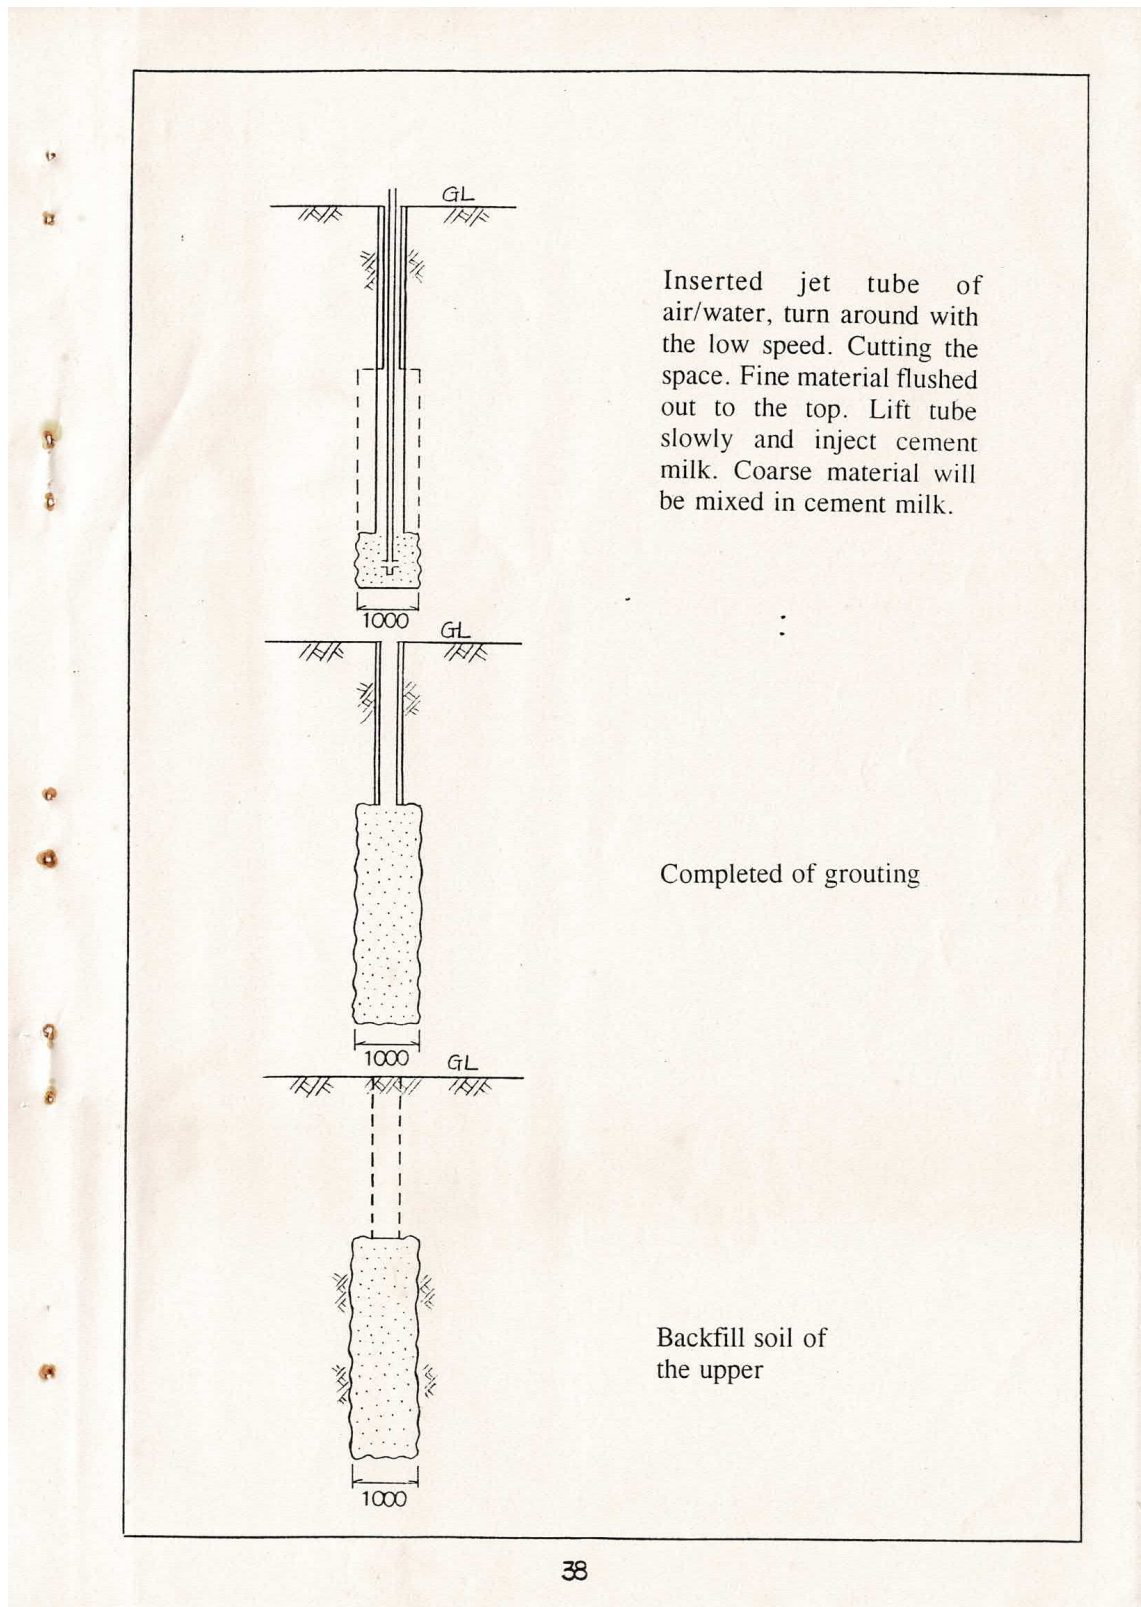 GL
Inserted jet tube of
air/water, turn around with
the low speed. Cutting the
space. Fine material flushed
out to the top. Lift tube
slowly and inject cement
milk. Coarse material will
be mixed in cement milk.
1000
GL
Completed of grouting
1000
GL
Backfill soil of
the upper
1000
38